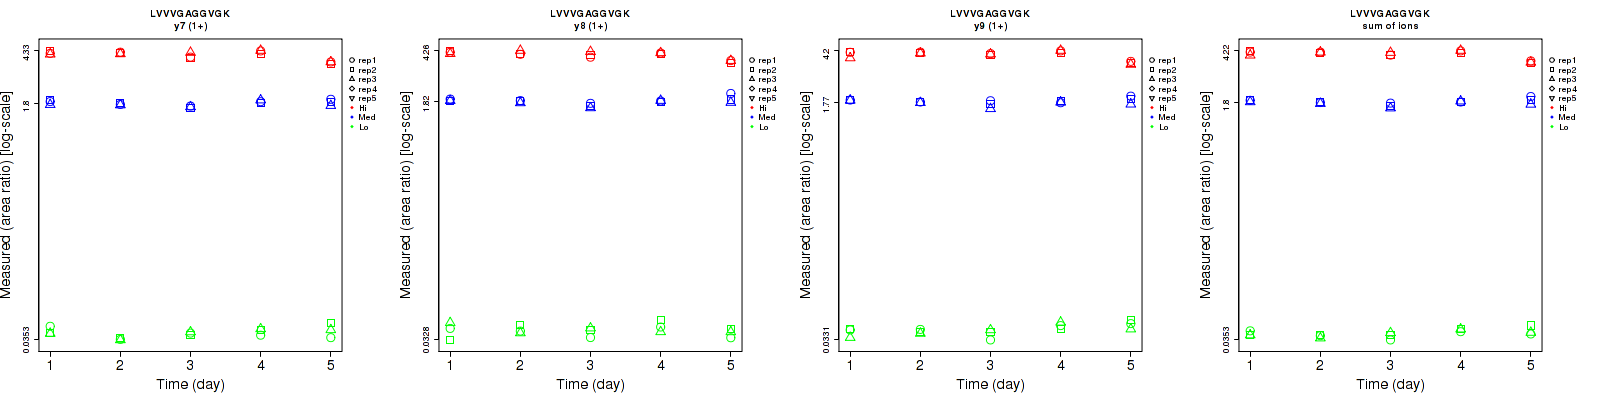 LVVVGAGGVGK
y7 (1+)
Measured (area ratio) [log-scale]
4.33
1.8
0.0353
1 2 3 4 5
Time (day)
rep1
rep2
rep3
rep4
rep5
Hi
Med
Lo
LVVVGAGGVGK
y8 (1+)
Measured (area ratio) [log-scale]
4.26
1.82
0.0328
1 2 3 4 5
Time (day)
rep1
rep2
rep3
rep4
rep5
Hi
Med
Lo
LVVVGAGGVGK
y9 (1+)
Measured (area ratio) [log-scale]
4.2
1.77
0.0331
1 2 3 4 5
Time (day)
rep1
rep2
rep3
rep4
rep5
Hi
Med
Lo
LVVVGAGGVGK
sum of ions
Measured (area ratio) [log-scale]
4.22
1.8
0.0353
1 2 3 4 5
Time (day)
rep1
rep2
rep3
rep4
rep5
Hi
Med
Lo